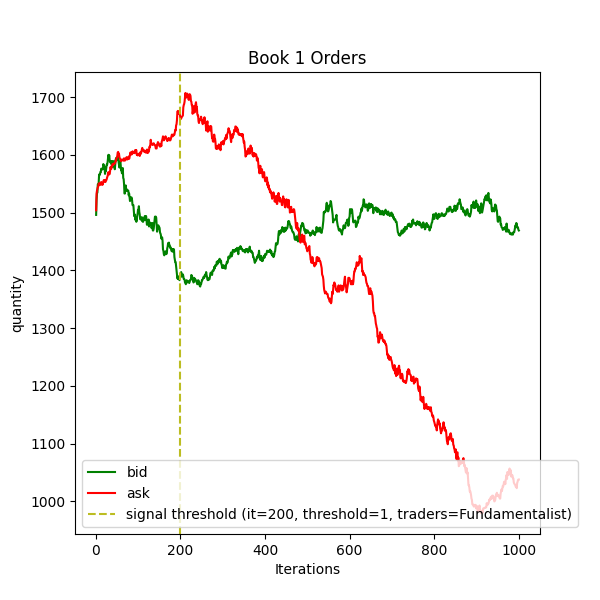 Book 1 Orders
1700
1600
1500
1400
1300
1200
1100
1000
quantity
bid
ask
signal threshold (it=200, threshold=1, traders=Fundamentalist)
0 200 400 600 800 1000
Iterations